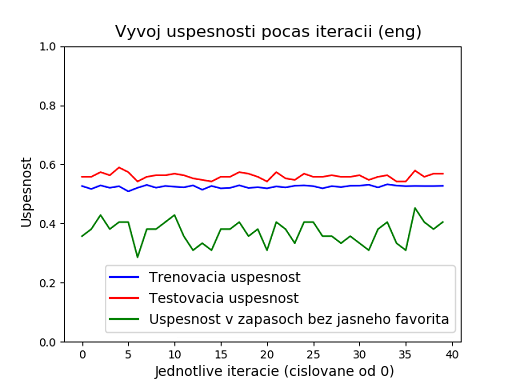 Vyvoj uspesnosti pocas iteracii (eng)
1.0
0.8
0.6
0.4
0.2
0.0
Uspesnost
Trenovacia uspesnost
Testovacia uspesnost
Uspesnost v zapasoch bez jasneho favorita
0 5 10 15 20 25 30 35 40
Jednotlive iteracie (cislovane od 0)